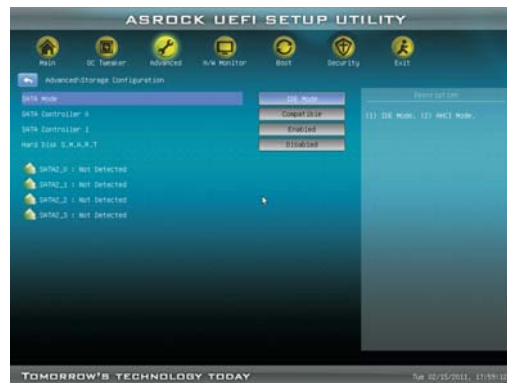 ASROCK UEFI SETUP UTILITY
Main OC Tweaker Advanced H/W Monitor Boot Security Exit
Advanced\Storage Configuration
SATA Mode IDE Mode
SATA Controller 0 Compatible
SATA Controller 1 Enabled
Hard Disk S.M.A.R.T Disabled
SATA2_0 : Not Detected
SATA2_1 : Not Detected
SATA2_2 : Not Detected
SATA2_3 : Not Detected
Description
(1) IDE Mode. (2) AHCI Mode.
TOMORROW'S TECHNOLOGY TODAY
Tue 02/15/2011, 17:59:12